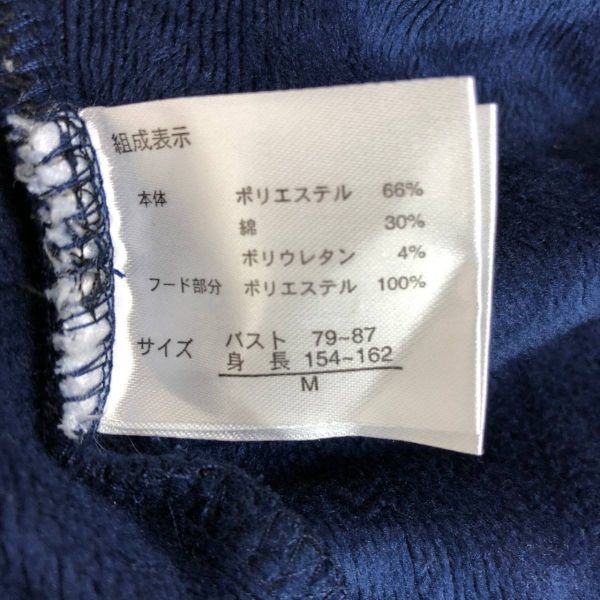 組成表示
本体 ポリエステル 66%
綿 30%
ポリウレタン 4%
フード部分 ポリエステル 100%
サイズ バスト 79~87
身 長 154~162
M